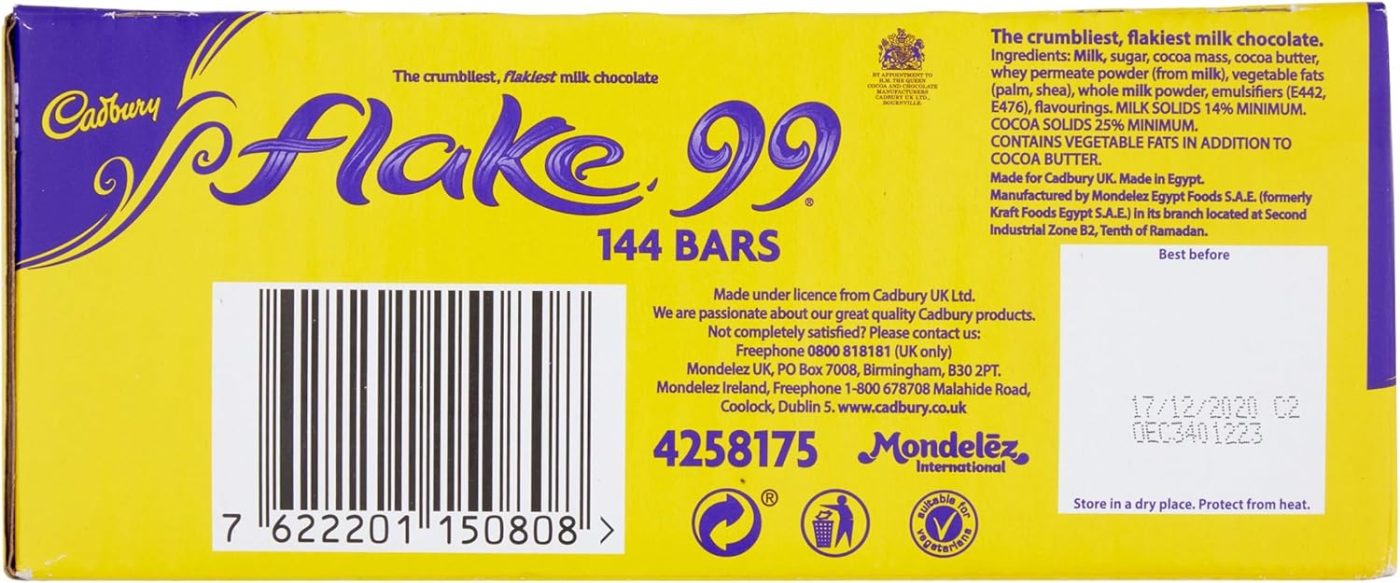 Cadbury
The crumbliest, flakiest milk chocolate
flake 99®
144 BARS
BY APPOINTMENT TO
H.M. THE QUEEN
COCOA AND CHOCOLATE
MANUFACTURERS
CADBURY UK LTD.,
BOURNVILLE.
The crumbliest, flakiest milk chocolate.
Ingredients: Milk, sugar, cocoa mass, cocoa butter,
whey permeate powder (from milk), vegetable fats
(palm, shea), whole milk powder, emulsifiers (E442,
E476), flavourings. MILK SOLIDS 14% MINIMUM.
COCOA SOLIDS 25% MINIMUM.
CONTAINS VEGETABLE FATS IN ADDITION TO
COCOA BUTTER.
Made for Cadbury UK. Made in Egypt.
Manufactured by Mondelez Egypt Foods S.A.E. (formerly
Kraft Foods Egypt S.A.E.) in its branch located at Second
Industrial Zone B2, Tenth of Ramadan.
Best before
17/12/2020 C2
OEC3401223
Store in a dry place. Protect from heat.
7 622201 150808 >
Made under licence from Cadbury UK Ltd.
We are passionate about our great quality Cadbury products.
Not completely satisfied? Please contact us:
Freephone 0800 818181 (UK only)
Mondelez UK, PO Box 7008, Birmingham, B30 2PT.
Mondelez Ireland, Freephone 1-800 678708 Malahide Road,
Coolock, Dublin 5. www.cadbury.co.uk
4258175
Mondelēz
International
®
suitable for
vegetarians